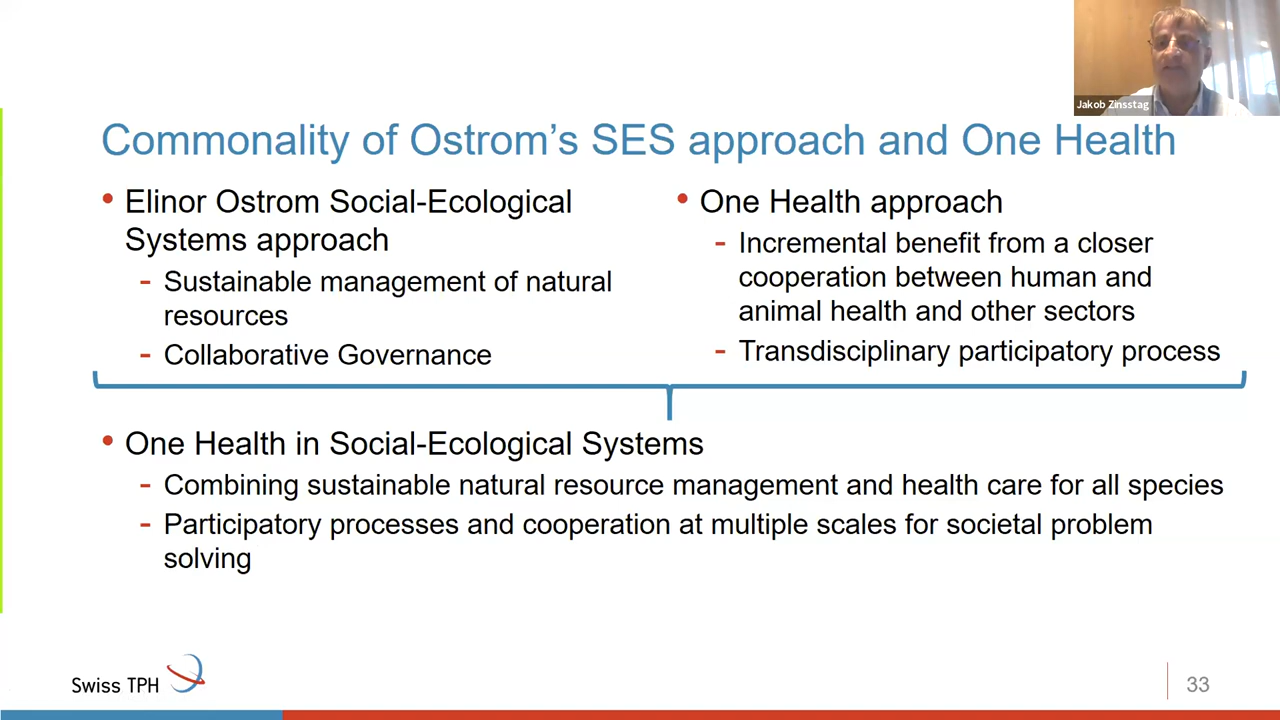 Jakob Zinsstag
Commonality of Ostrom’s SES approach and One Health
• Elinor Ostrom Social-Ecological
Systems approach
- Sustainable management of natural
resources
- Collaborative Governance
• One Health approach
- Incremental benefit from a closer
cooperation between human and
animal health and other sectors
- Transdisciplinary participatory process
• One Health in Social-Ecological Systems
- Combining sustainable natural resource management and health care for all species
- Participatory processes and cooperation at multiple scales for societal problem
solving
Swiss TPH
33